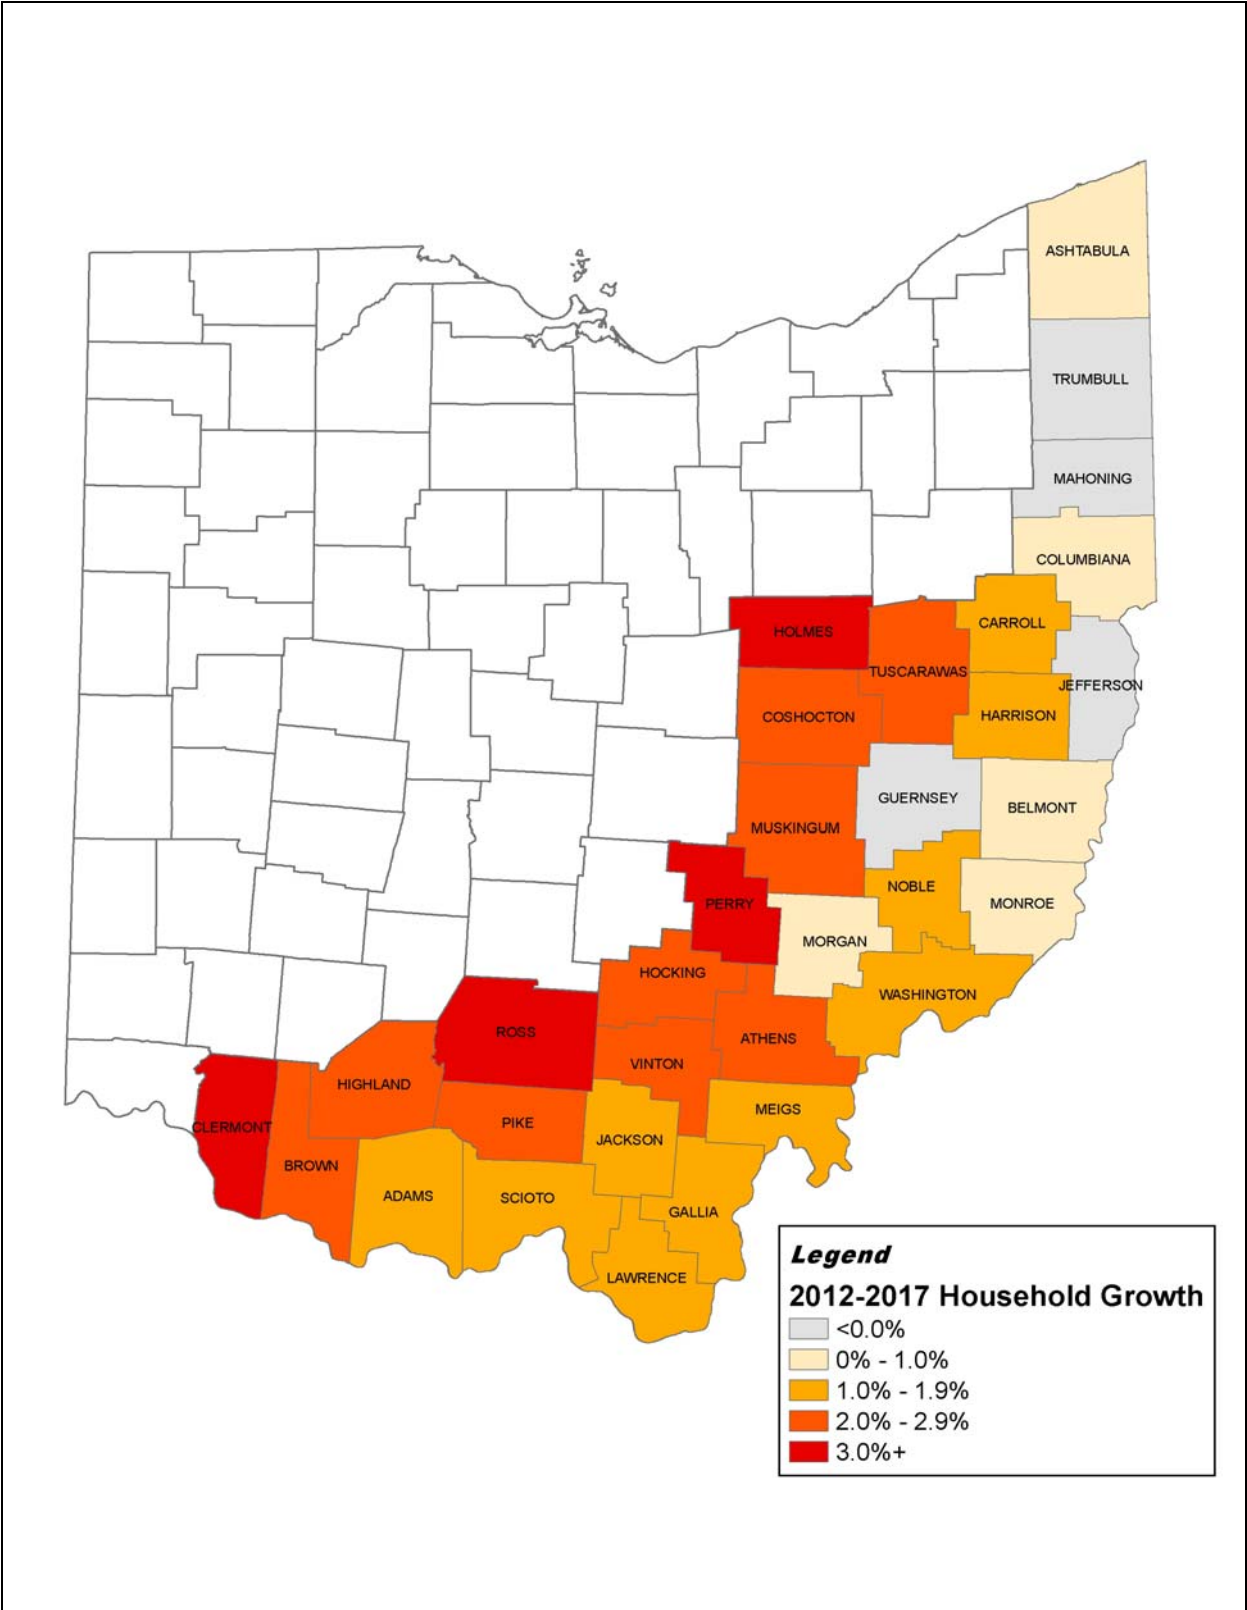 ASHTABULA
TRUMBULL
MAHONING
COLUMBIANA
CARROLL
HOLMES
TUSCARAWAS
JEFFERSON
COSHOCTON
HARRISON
GUERNSEY
BELMONT
MUSKINGUM
NOBLE
PERRY
MONROE
MORGAN
HOCKING
WASHINGTON
ROSS
ATHENS
VINTON
HIGHLAND
MEIGS
PIKE
CLERMONT
JACKSON
BROWN
ADAMS
SCIOTO
GALLIA
LAWRENCE
Legend
2012-2017 Household Growth
<0.0%
0% - 1.0%
1.0% - 1.9%
2.0% - 2.9%
3.0%+